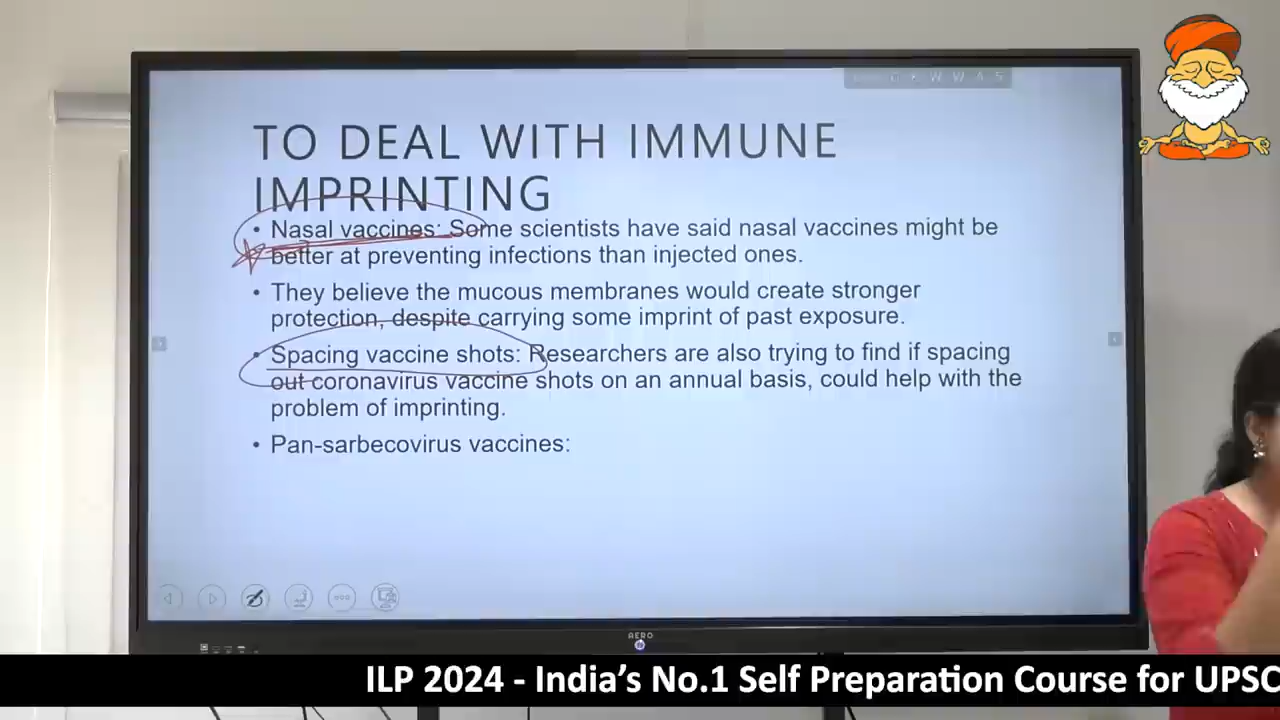 TO DEAL WITH IMMUNE
IMPRINTING
• Nasal vaccines: Some scientists have said nasal vaccines might be
better at preventing infections than injected ones.
• They believe the mucous membranes would create stronger
protection, despite carrying some imprint of past exposure.
• Spacing vaccine shots: Researchers are also trying to find if spacing
out coronavirus vaccine shots on an annual basis, could help with the
problem of imprinting.
• Pan-sarbecovirus vaccines:
AERO
ILP 2024 - India’s No.1 Self Preparation Course for UPSC